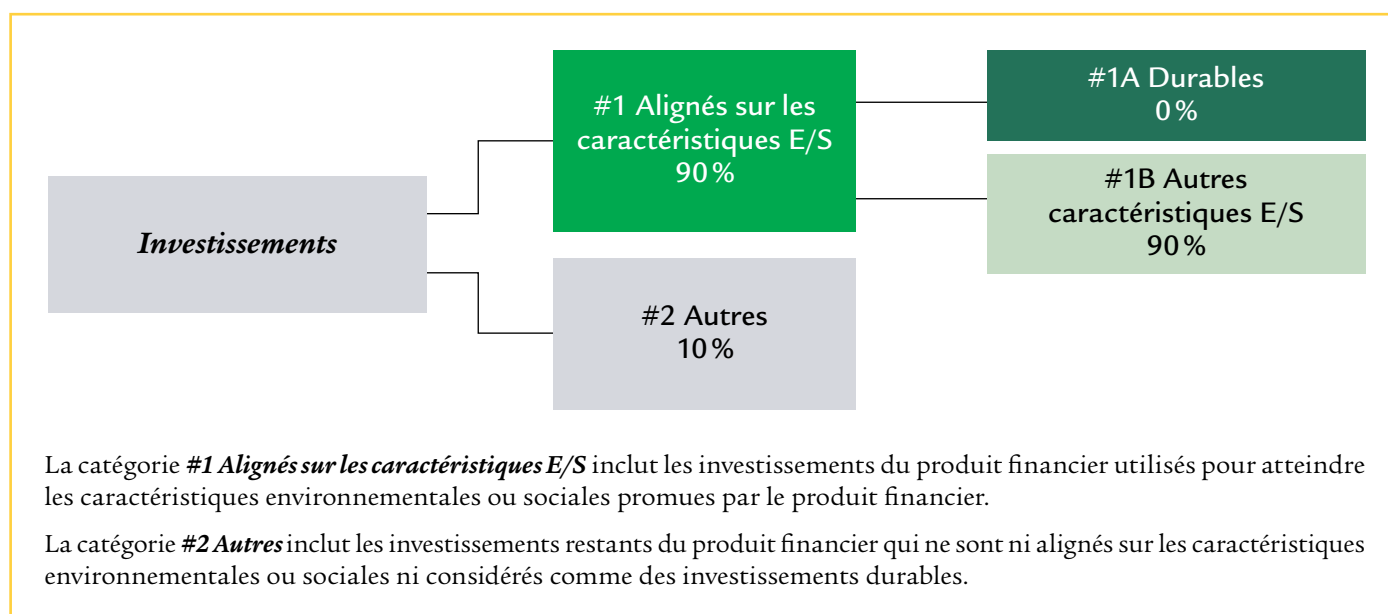 Investissements
#1 Alignés sur les
caractéristiques E/S
90 %
#2 Autres
10 %
#1A Durables
0 %
#1B Autres
caractéristiques E/S
90 %
La catégorie #1 Alignés sur les caractéristiques E/S inclut les investissements du produit financier utilisés pour atteindre
les caractéristiques environnementales ou sociales promues par le produit financier.
La catégorie #2 Autres inclut les investissements restants du produit financier qui ne sont ni alignés sur les caractéristiques
environnementales ou sociales ni considérés comme des investissements durables.